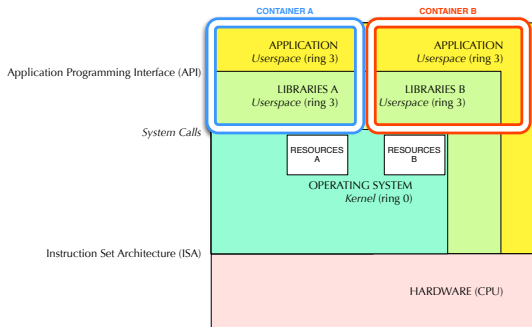 CONTAINER A
CONTAINER B
APPLICATION
Userspace (ring 3)
APPLICATION
Userspace (ring 3)
Application Programming Interface (API)
LIBRARIES A
Userspace (ring 3)
LIBRARIES B
Userspace (ring 3)
System Calls
RESOURCES
A
RESOURCES
B
OPERATING SYSTEM
Kernel (ring 0)
Instruction Set Architecture (ISA)
HARDWARE (CPU)